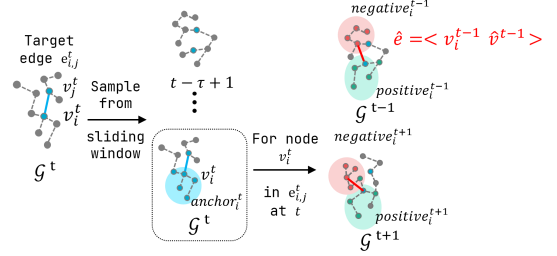 Target
edge e^t_{i,j}
v^t_j
v^t_i
𝒢^t
Sample
from
sliding
window
t − τ + 1
v^t_i
anchor^t_i
𝒢^t
For node
v^t_i
in e^t_{i,j}
at t
negative^{t−1}_i
ê =< v^{t−1}_i v̂^{t−1} >
positive^{t−1}_i
𝒢^{t−1}
negative^{t+1}_i
positive^{t+1}_i
𝒢^{t+1}